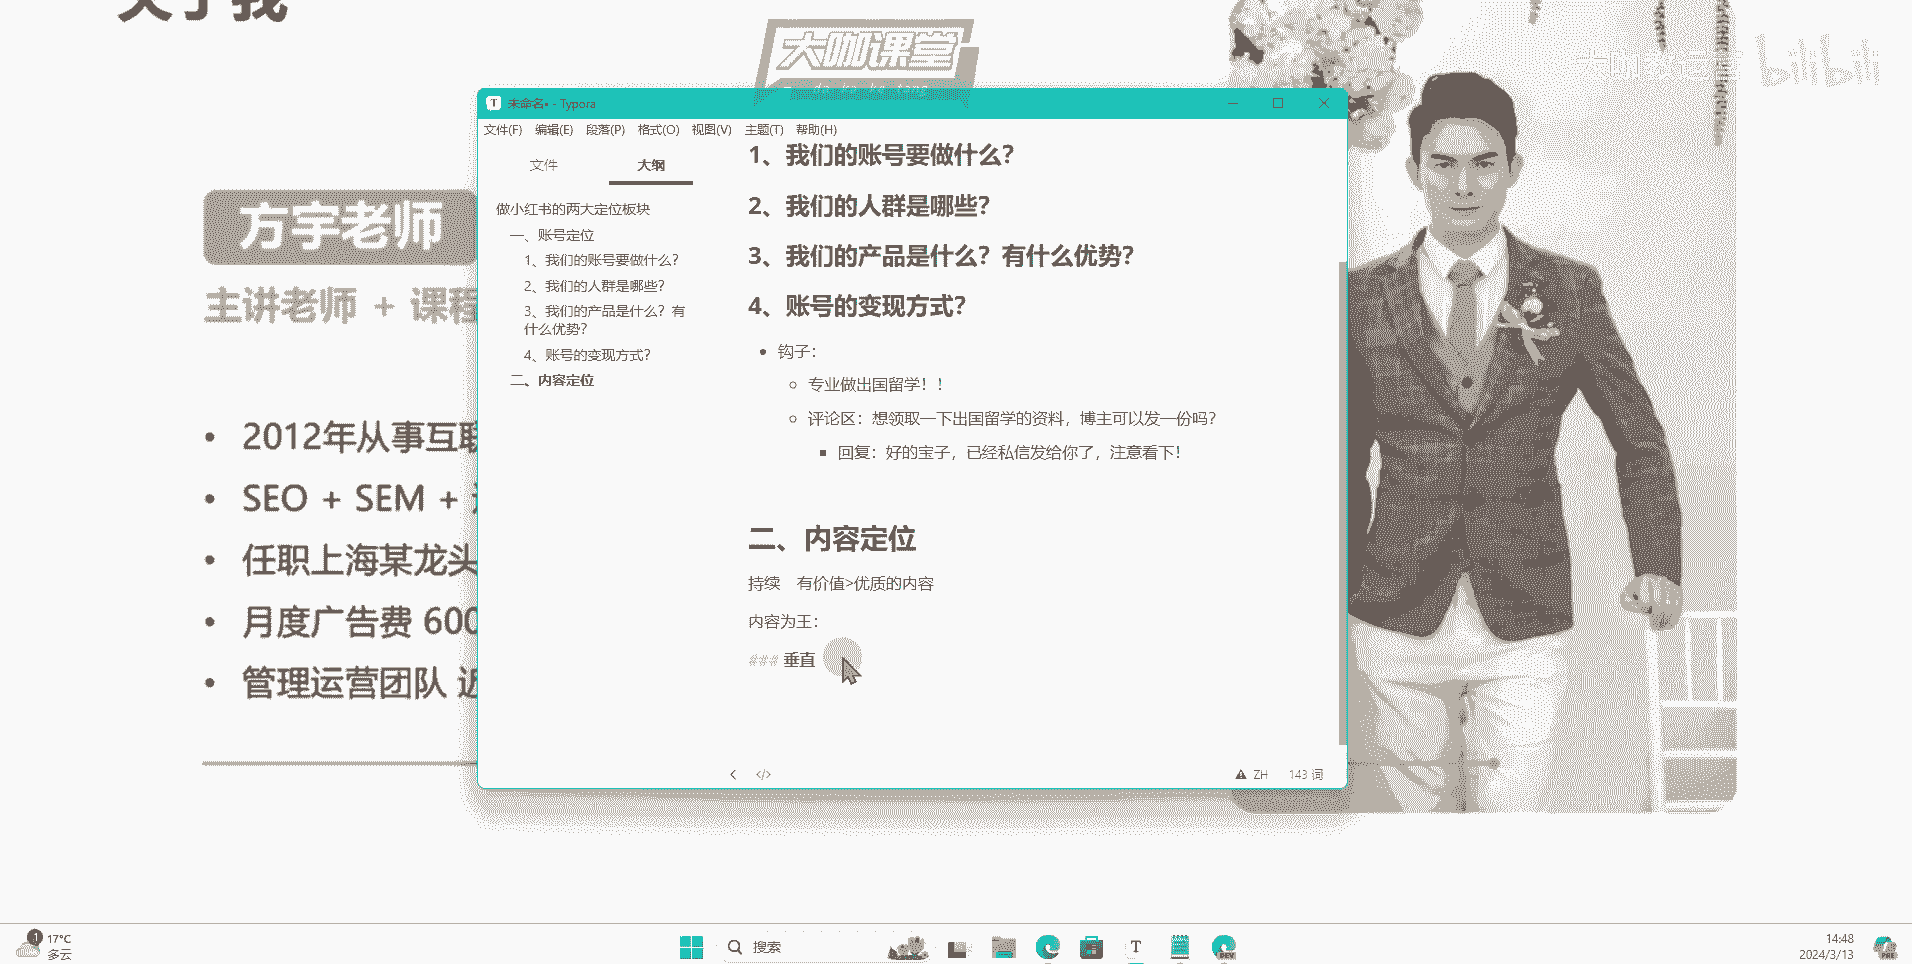 关于我
大咖课堂
大咖教运营 bilibili
未命名• - Typora
文件(F) 编辑(E) 段落(P) 格式(O) 视图(V) 主题(T) 帮助(H)
文件 大纲
做小红书的两大定位板块
一、账号定位
1、我们的账号要做什么？
2、我们的人群是哪些？
3、我们的产品是什么？有
什么优势？
4、账号的变现方式？
二、内容定位
1、我们的账号要做什么？
2、我们的人群是哪些？
3、我们的产品是什么？有什么优势？
4、账号的变现方式？
• 钩子：
专业做出国留学！！
评论区：想领取一下出国留学的资料，博主可以发一份吗？
回复：好的宝子，已经私信发给你了，注意看下！
二、内容定位
持续 有价值>优质的内容
内容为王：
### 垂直
</> ZH 143 词
方宇老师
主讲老师 + 课程
• 2012年从事互联
• SEO + SEM +
• 任职上海某龙头
• 月度广告费 600
• 管理运营团队 近
1 17°C
多云
搜索
14:48
2024/3/13